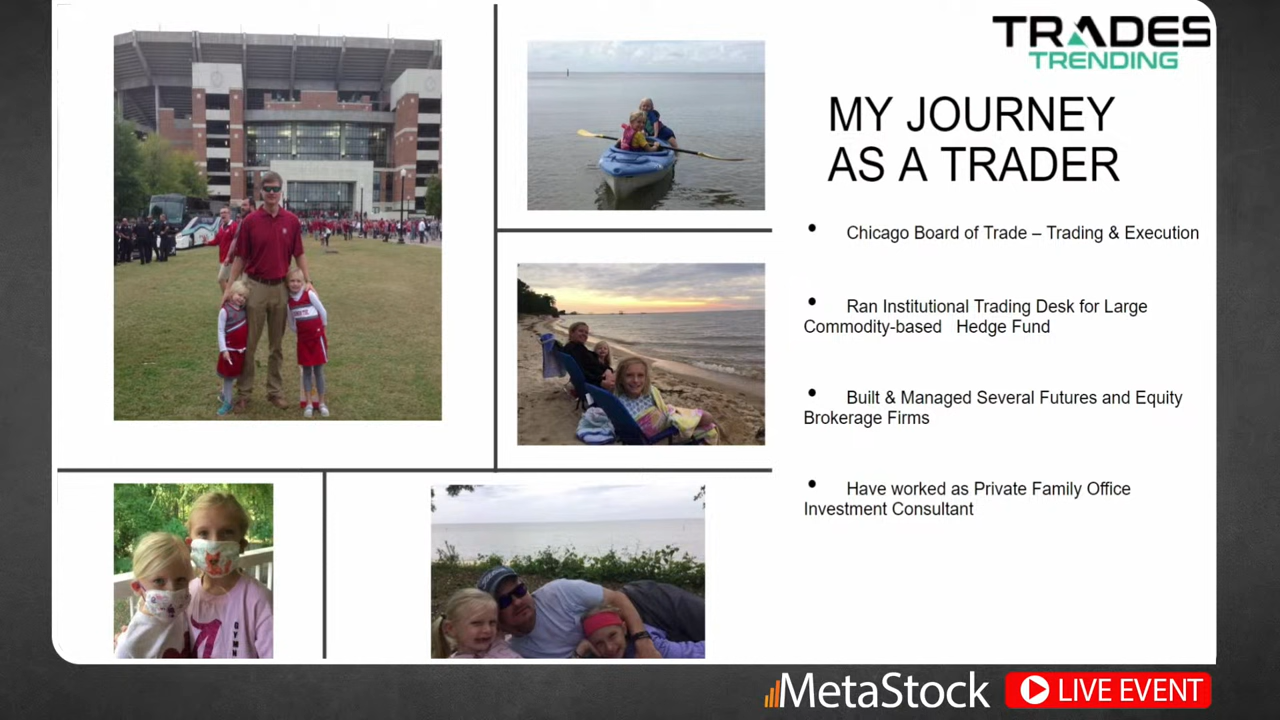 TRADES
TRENDING
MY JOURNEY
AS A TRADER
• Chicago Board of Trade – Trading & Execution
• Ran Institutional Trading Desk for Large
Commodity-based Hedge Fund
• Built & Managed Several Futures and Equity
Brokerage Firms
• Have worked as Private Family Office
Investment Consultant
MetaStock
LIVE EVENT